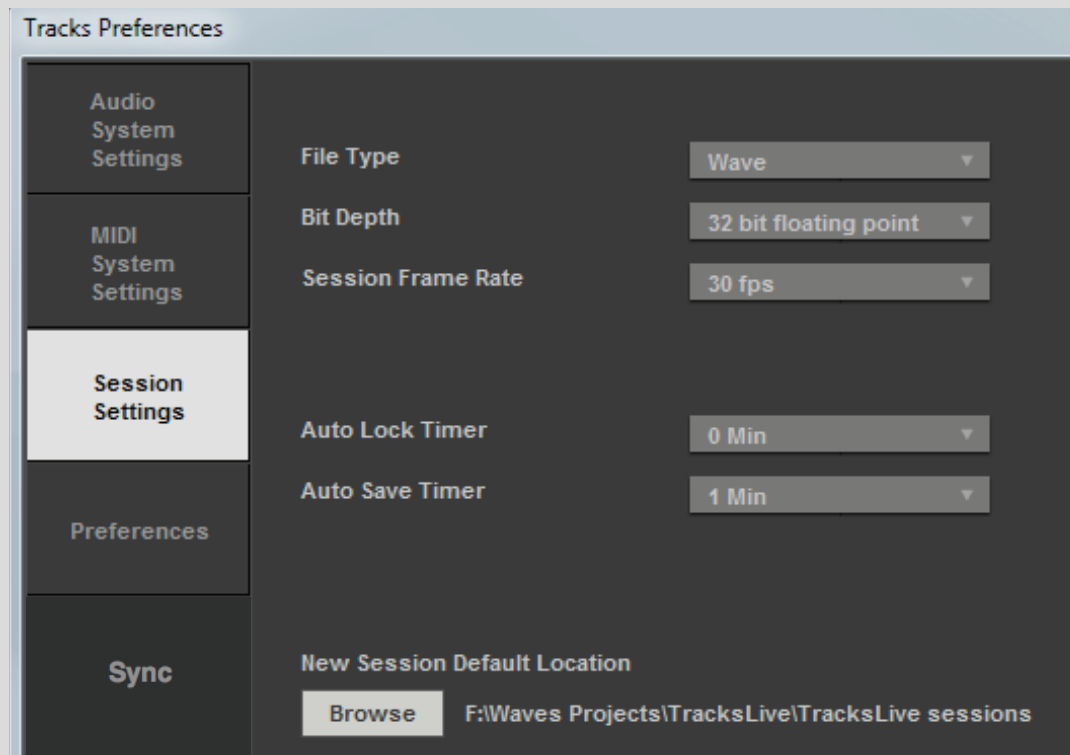 Tracks Preferences
Audio
System
Settings
MIDI
System
Settings
Session
Settings
Preferences
Sync
File Type
Wave
Bit Depth
32 bit floating point
Session Frame Rate
30 fps
Auto Lock Timer
0 Min
Auto Save Timer
1 Min
New Session Default Location
Browse
F:\Waves Projects\TracksLive\TracksLive sessions